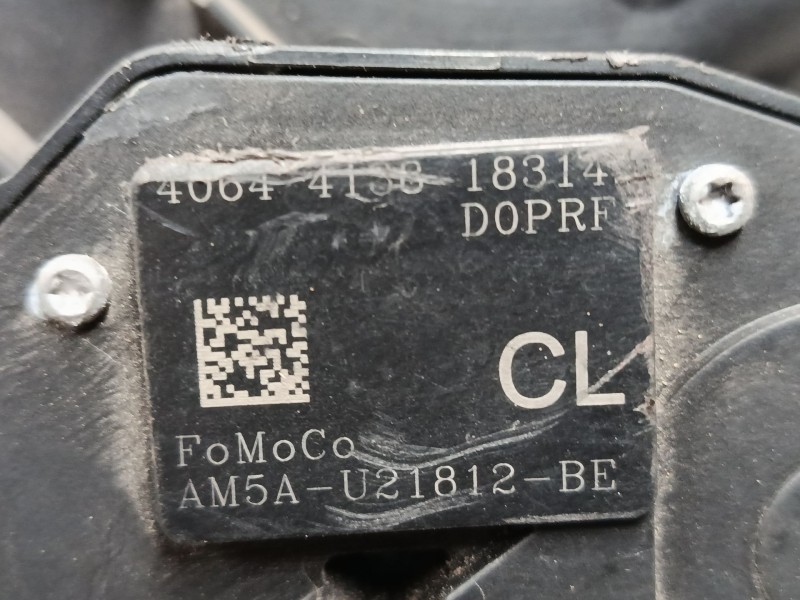 4064 4138 18314
D0PRF
CL
FoMoCo
AM5A-U21812-BE